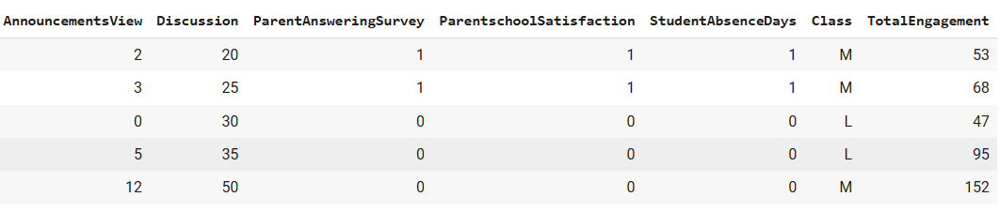 AnnouncementsView Discussion ParentAnsweringSurvey ParentschoolSatisfaction StudentAbsenceDays Class TotalEngagement
2 20 1 1 1 M 53
3 25 1 1 1 M 68
0 30 0 0 0 L 47
5 35 0 0 0 L 95
12 50 0 0 0 M 152